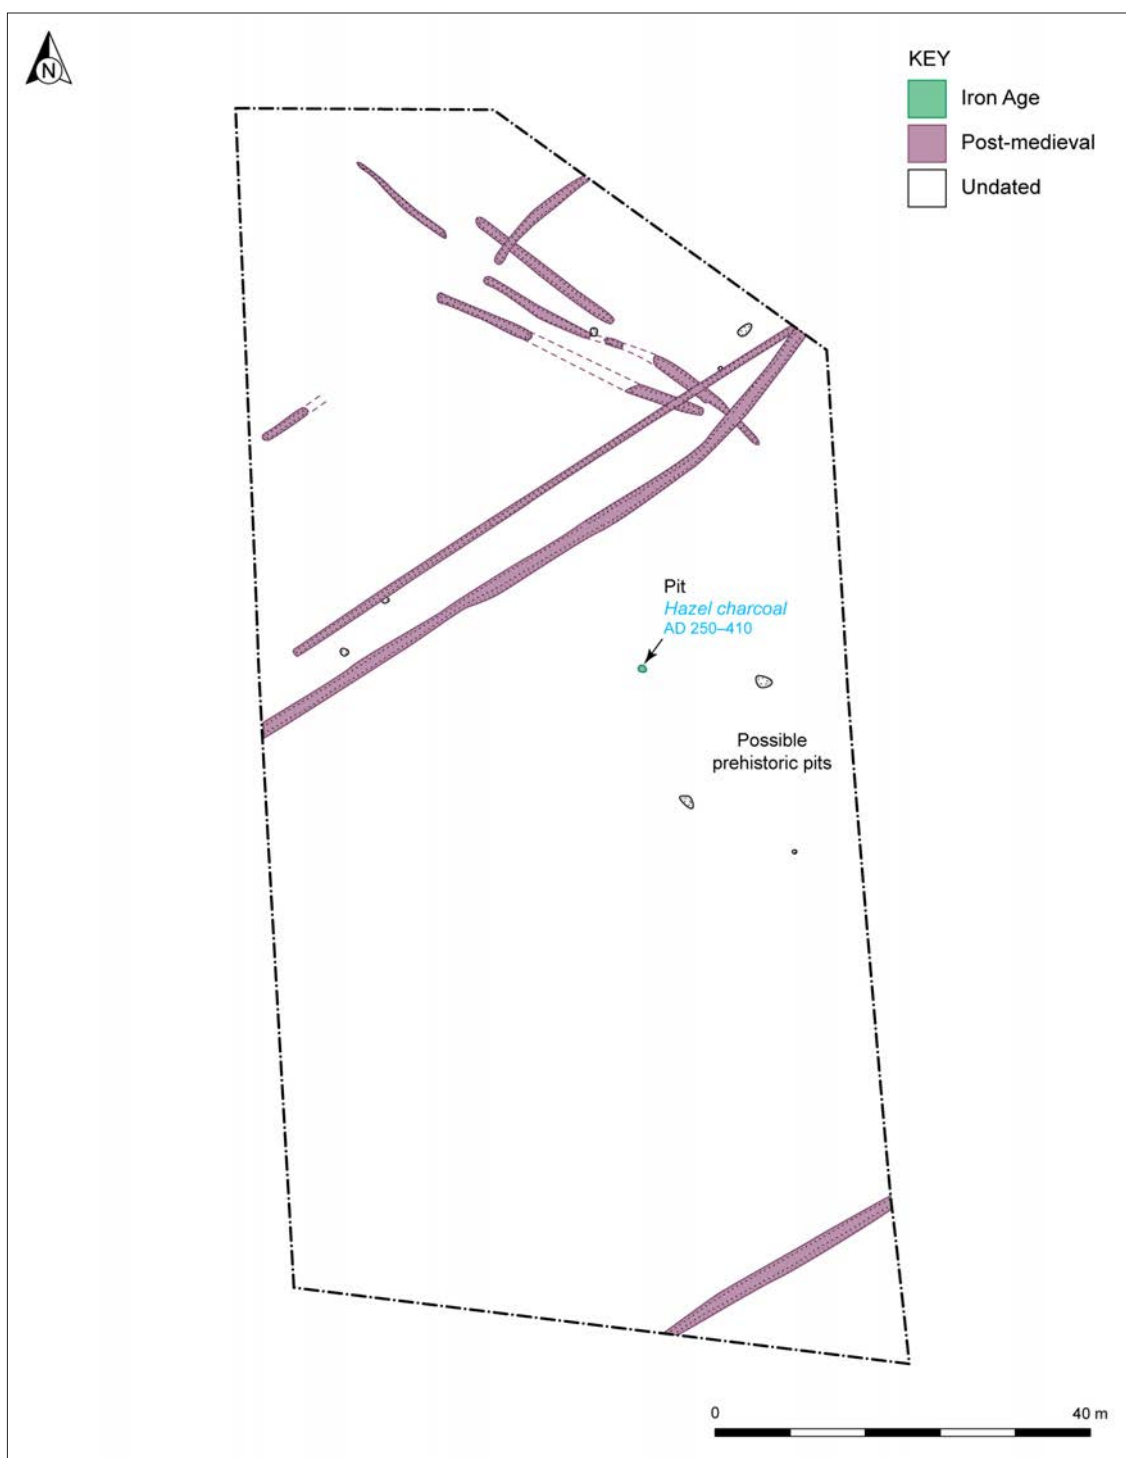 N
KEY
Iron Age
Post-medieval
Undated
Pit
Hazel charcoal
AD 250–410
Possible
prehistoric pits
0
40 m